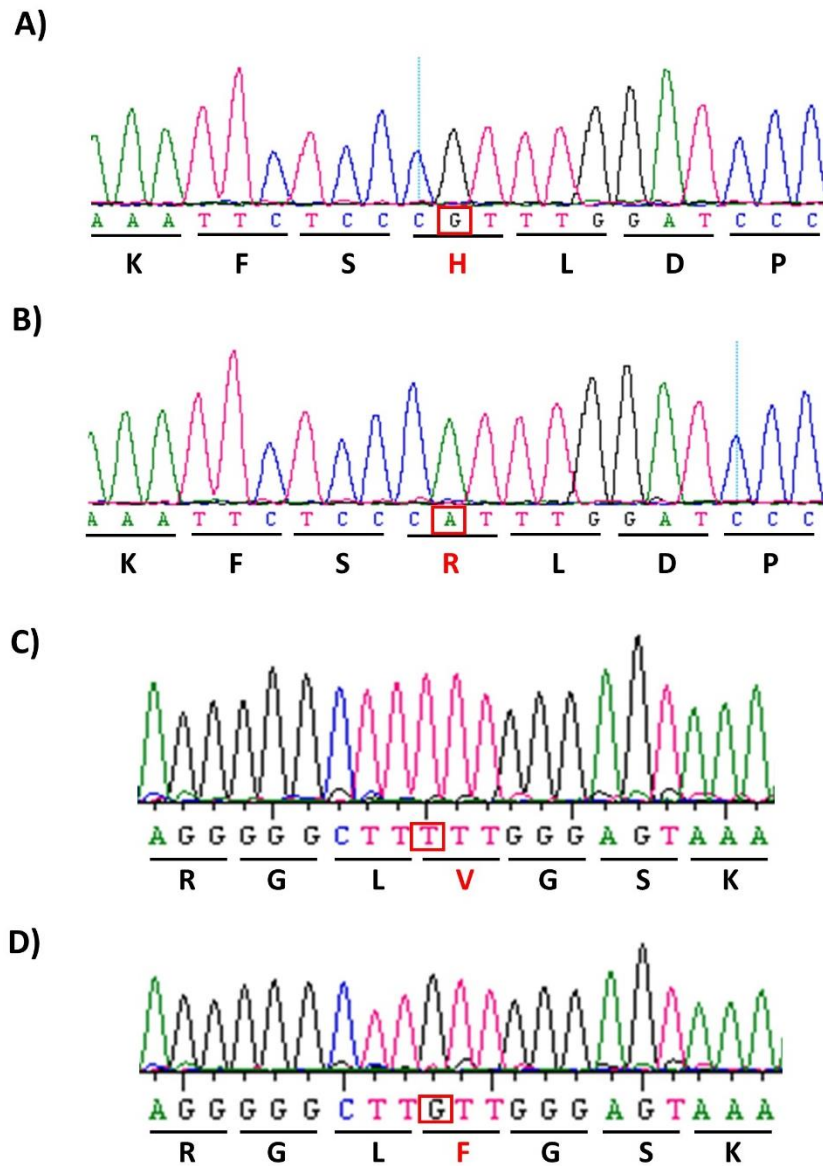 A)
A A A T T C T C C C G T T T G G A T C C C
K F S H L D P
B)
A A A T T C T C C C A T T T G G A T C C C
K F S R L D P
C)
A G G G G G C T T T T T G G G A G T A A A
R G L V G S K
D)
A G G G G G C T T G T T G G G A G T A A A
R G L F G S K